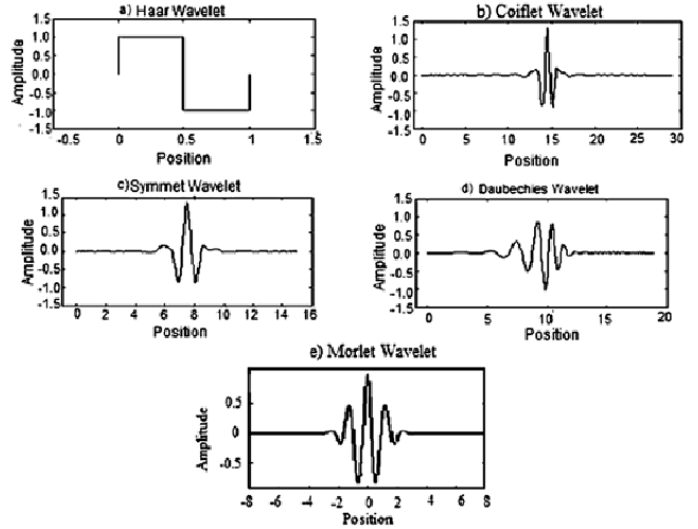 a) Haar Wavelet
Amplitude
1.5
1.0
0.5
0.0
-0.5
-1.0
-1.5
-0.5 0 0.5 1 1.5
Position
b) Coiflet Wavelet
Amplitude
1.5
1.0
0.5
0.0
-0.5
-1.0
-1.5
0 5 10 15 20 25 30
Position
c)Symmet Wavelet
Amplitude
1.5
1.0
0.5
0.0
-0.5
-1.0
-1.5
0 2 4 6 8 10 12 14 16
Position
d) Daubechies Wavelet
Amplitude
1.5
1.0
0.5
0.0
-0.5
-1.0
-1.5
0 5 10 15 20
Position
e) Morlet Wavelet
Amplitude
0.5
0
-0.5
-8 -6 -4 -2 0 2 4 6 8
Position